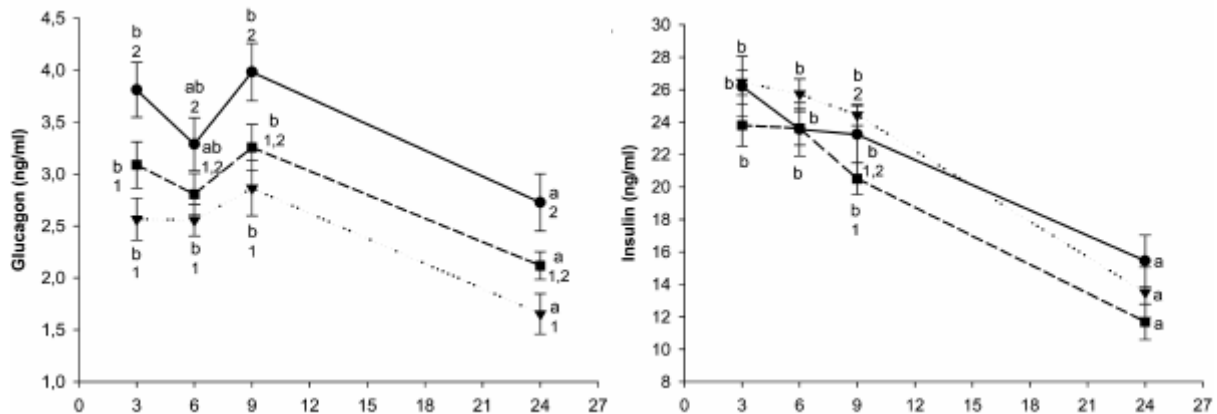 4,5
4,0
3,5
3,0
2,5
2,0
1,5
1,0
Glucagon (ng/ml)
b
2
ab
2
b
2
a
2
b
1
ab
1,2
b
1,2
a
1,2
b
1
b
1
b
1
a
1
0 3 6 9 12 15 18 21 24 27
30
28
26
24
22
20
18
16
14
12
10
8
Insulin (ng/ml)
b
b
b
2
b
b
b
1,2
b
b
b
1
a
a
a
0 3 6 9 12 15 18 21 24 27